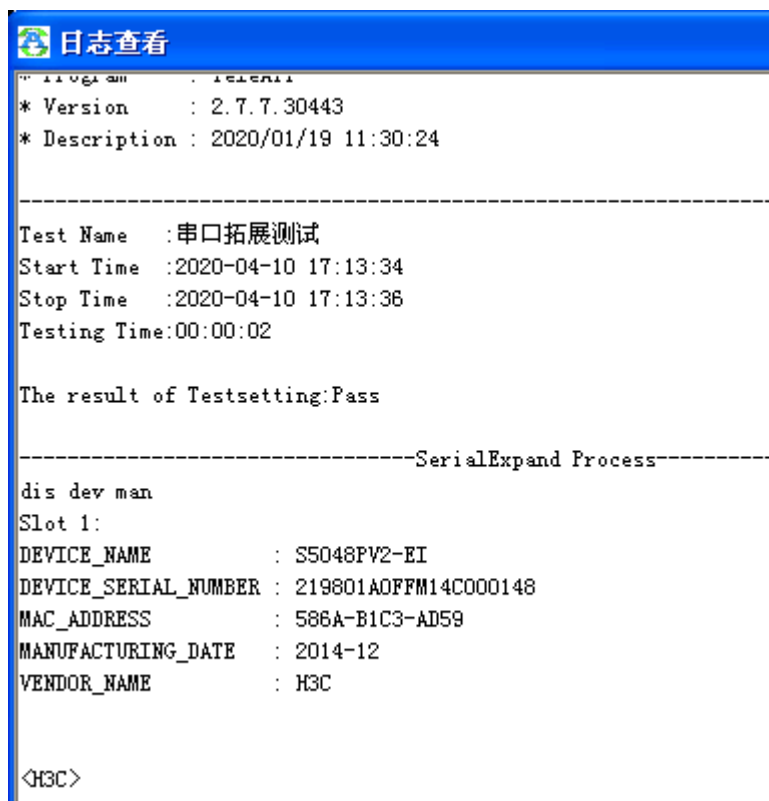 日志查看
* Program : TeleAll
* Version : 2.7.7.30443
* Description : 2020/01/19 11:30:24
------------------------------------------------------------
Test Name :串口拓展测试
Start Time :2020-04-10 17:13:34
Stop Time :2020-04-10 17:13:36
Testing Time:00:00:02
The result of Testsetting:Pass
---------------------------------SerialExpand Process----------
dis dev man
Slot 1:
DEVICE_NAME : S5048PV2-EI
DEVICE_SERIAL_NUMBER : 219801A0FFM14C000148
MAC_ADDRESS : 586A-B1C3-AD59
MANUFACTURING_DATE : 2014-12
VENDOR_NAME : H3C
<H3C>